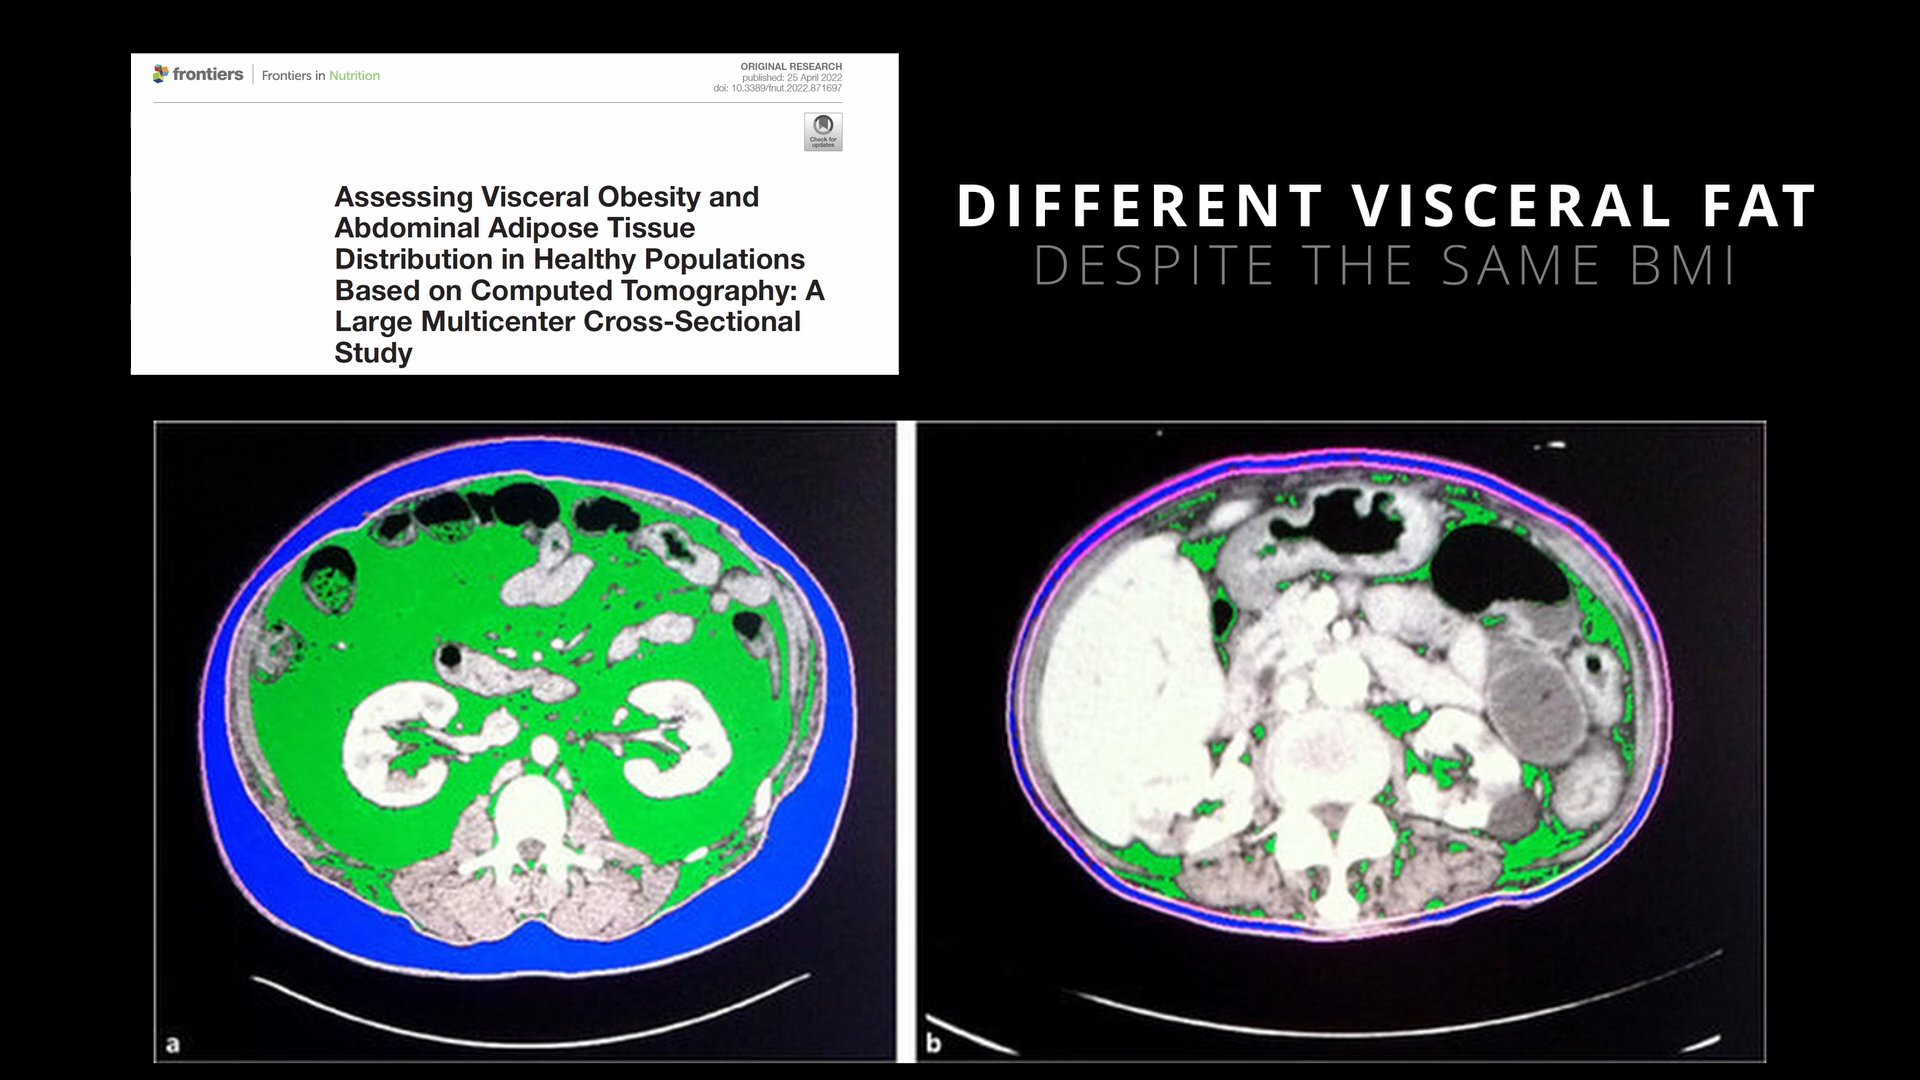 frontiers | Frontiers in Nutrition
ORIGINAL RESEARCH
published: 25 April 2022
doi: 10.3389/fnut.2022.871697
Check for
updates
Assessing Visceral Obesity and
Abdominal Adipose Tissue
Distribution in Healthy Populations
Based on Computed Tomography: A
Large Multicenter Cross-Sectional
Study
DIFFERENT VISCERAL FAT
DESPITE THE SAME BMI
a
b